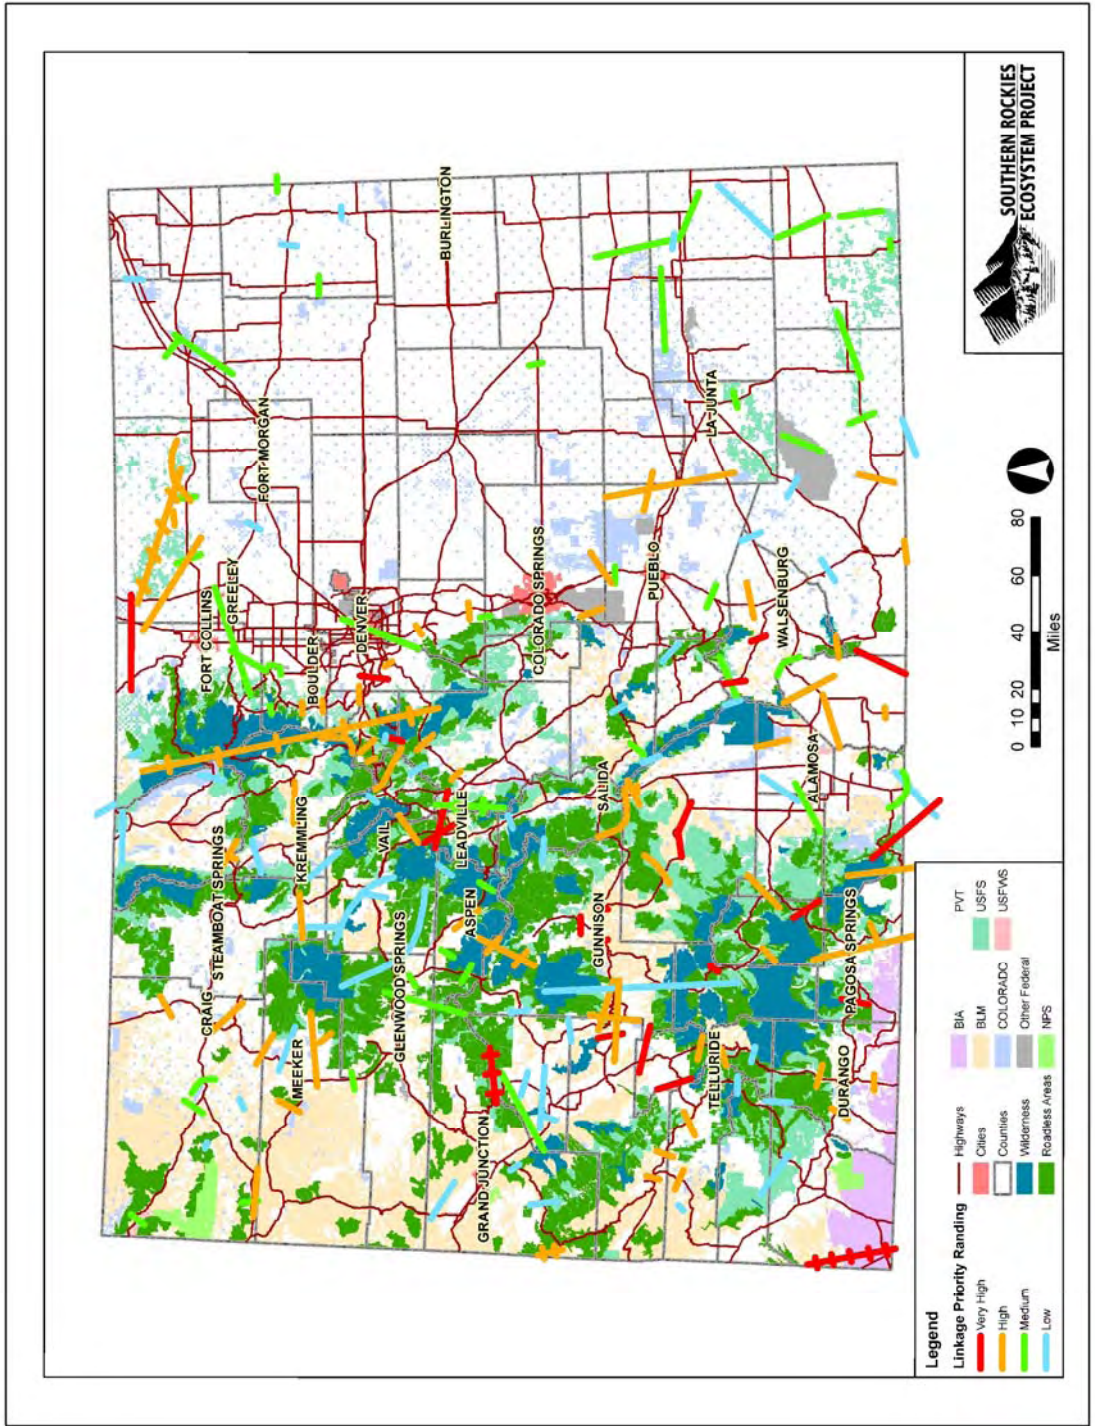 CRAIG
STEAMBOAT SPRINGS
FORT COLLINS
GREELEY
FORT MORGAN
MEEKER
KREMMLING
BOULDER
DENVER
VAIL
GLENWOOD SPRINGS
LEADVILLE
BURLINGTON
GRAND JUNCTION
ASPEN
COLORADO SPRINGS
GUNNISON
SALIDA
PUEBLO
LA JUNTA
TELLURIDE
WALSENBURG
ALAMOSA
DURANGO
PAGOSA SPRINGS
Legend
Linkage Priority Randing
Very High
High
Medium
Low
Highways
Cities
Counties
Wilderness
Roadless Areas
BIA
BLM
COLORADC
Other Federal
NPS
PVT
USFS
USFWS
0 10 20 40 60 80
Miles
SOUTHERN ROCKIES
ECOSYSTEM PROJECT